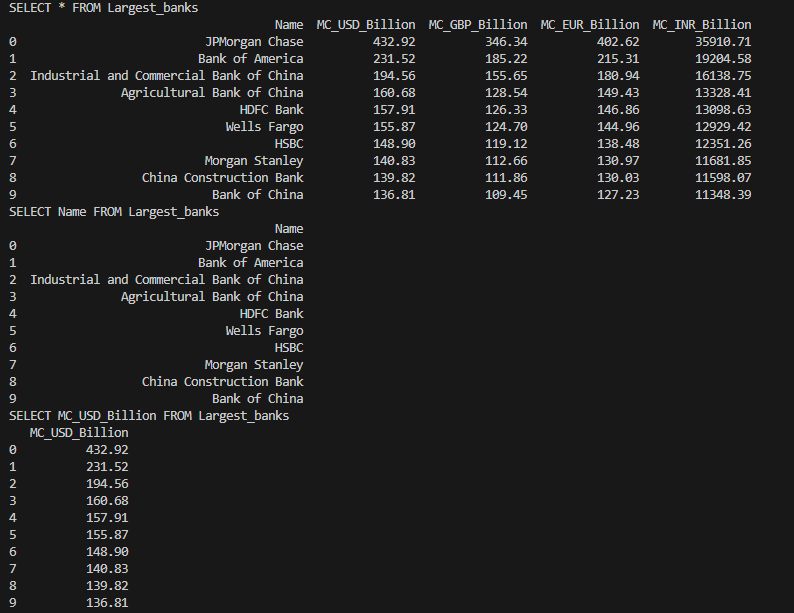 SELECT * FROM Largest_banks
Name MC_USD_Billion MC_GBP_Billion MC_EUR_Billion MC_INR_Billion
0 JPMorgan Chase 432.92 346.34 402.62 35910.71
1 Bank of America 231.52 185.22 215.31 19204.58
2 Industrial and Commercial Bank of China 194.56 155.65 180.94 16138.75
3 Agricultural Bank of China 160.68 128.54 149.43 13328.41
4 HDFC Bank 157.91 126.33 146.86 13098.63
5 Wells Fargo 155.87 124.70 144.96 12929.42
6 HSBC 148.90 119.12 138.48 12351.26
7 Morgan Stanley 140.83 112.66 130.97 11681.85
8 China Construction Bank 139.82 111.86 130.03 11598.07
9 Bank of China 136.81 109.45 127.23 11348.39
SELECT Name FROM Largest_banks
Name
0 JPMorgan Chase
1 Bank of America
2 Industrial and Commercial Bank of China
3 Agricultural Bank of China
4 HDFC Bank
5 Wells Fargo
6 HSBC
7 Morgan Stanley
8 China Construction Bank
9 Bank of China
SELECT MC_USD_Billion FROM Largest_banks
MC_USD_Billion
0 432.92
1 231.52
2 194.56
3 160.68
4 157.91
5 155.87
6 148.90
7 140.83
8 139.82
9 136.81